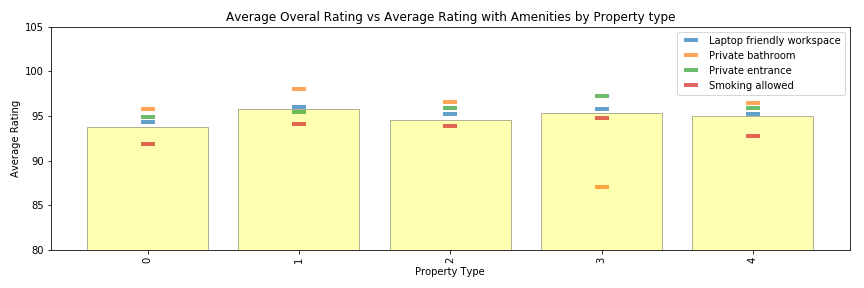 Average Overal Rating vs Average Rating with Amenities by Property type
105
100
95
90
85
80
Average Rating
Laptop friendly workspace
Private bathroom
Private entrance
Smoking allowed
0
1
2
3
4
Property Type